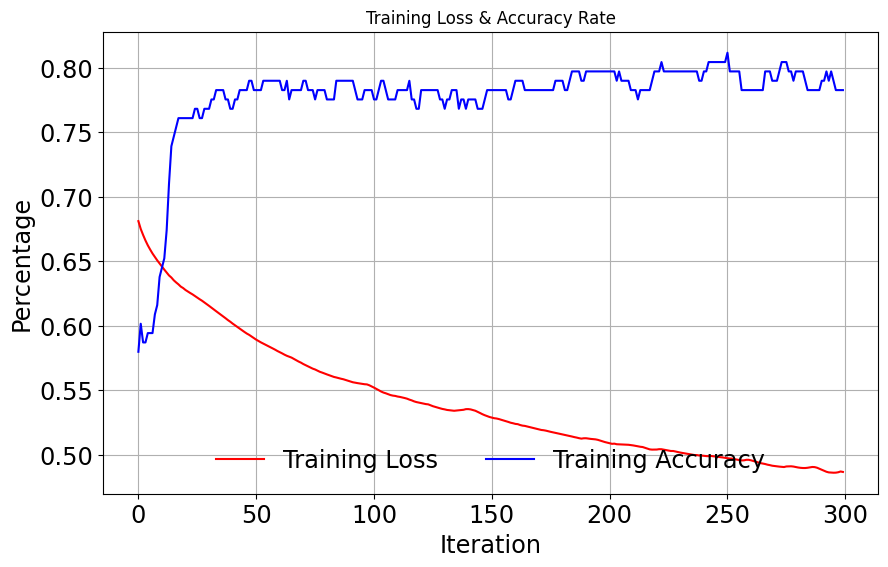 Training Loss & Accuracy Rate
0.80
0.75
0.70
0.65
0.60
0.55
0.50
Percentage
Training Loss Training Accuracy
0 50 100 150 200 250 300
Iteration